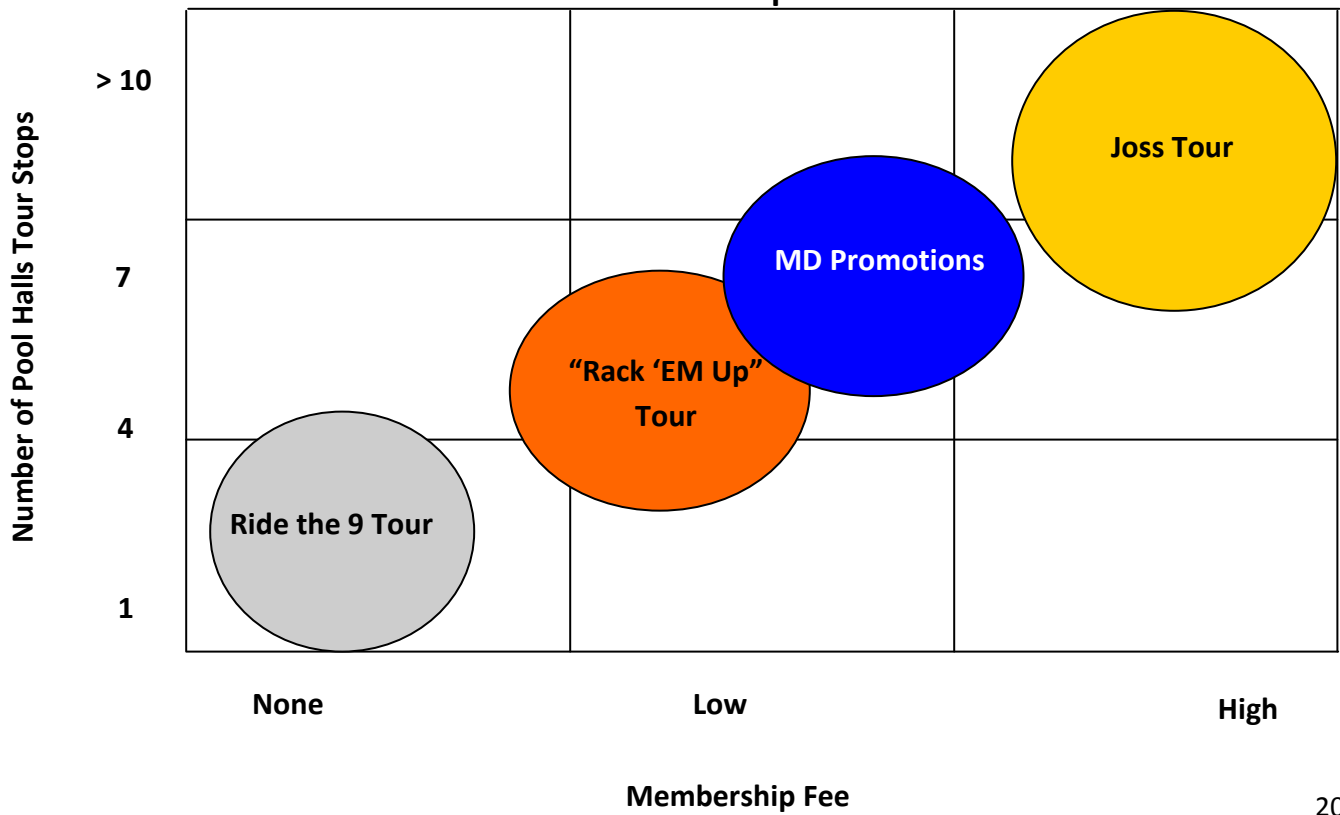 > 10
7
4
1
Number of Pool Halls Tour Stops
Joss Tour
MD Promotions
“Rack ‘EM Up”
Tour
Ride the 9 Tour
None
Low
High
Membership Fee
20